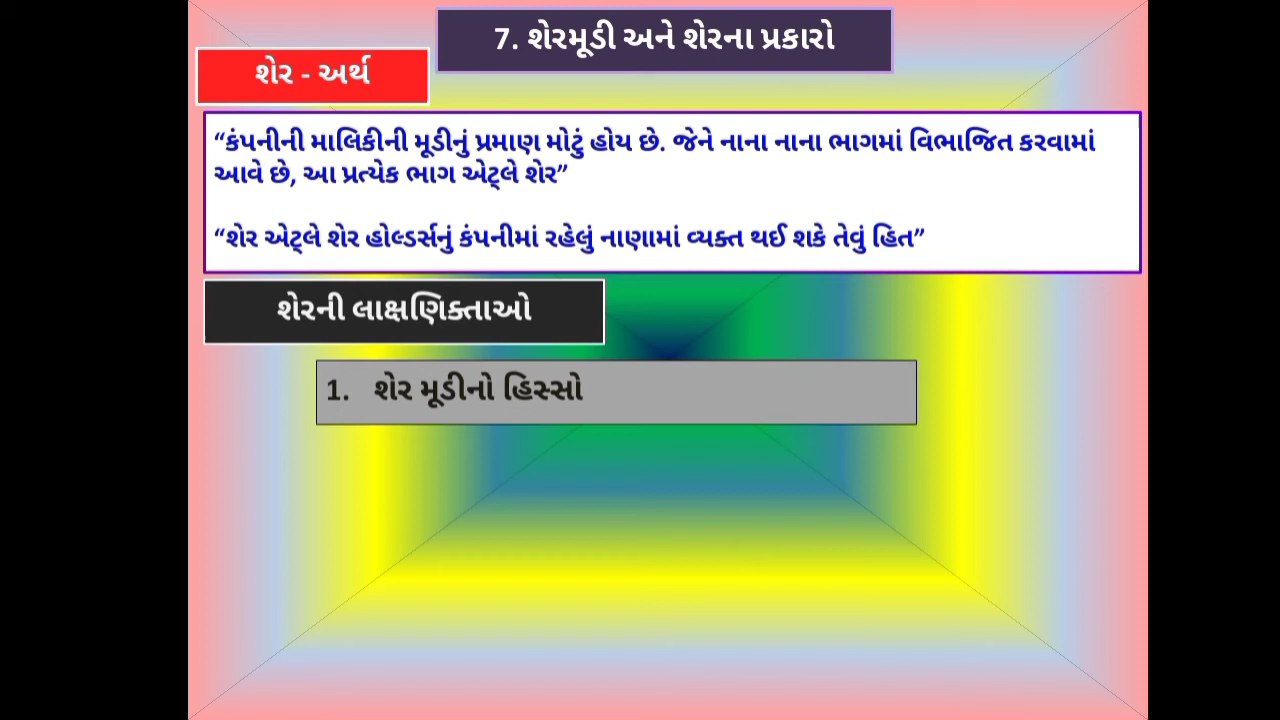 7. શેરમૂડી અને શેરના પ્રકારો
શેર - અર્થ
“કંપનીની માલિકીની મૂડીનું પ્રમાણ મોટું હોય છે. જેને નાના નાના ભાગમાં વિભાજિત કરવામાં
આવે છે, આ પ્રત્યેક ભાગ એટ્લે શેર”
“શેર એટ્લે શેર હોલ્ડર્સનું કંપનીમાં રહેલું નાણામાં વ્યક્ત થઈ શકે તેવું હિત”
શેરની લાક્ષણિક્તાઓ
1. શેર મૂડીનો હિસ્સો